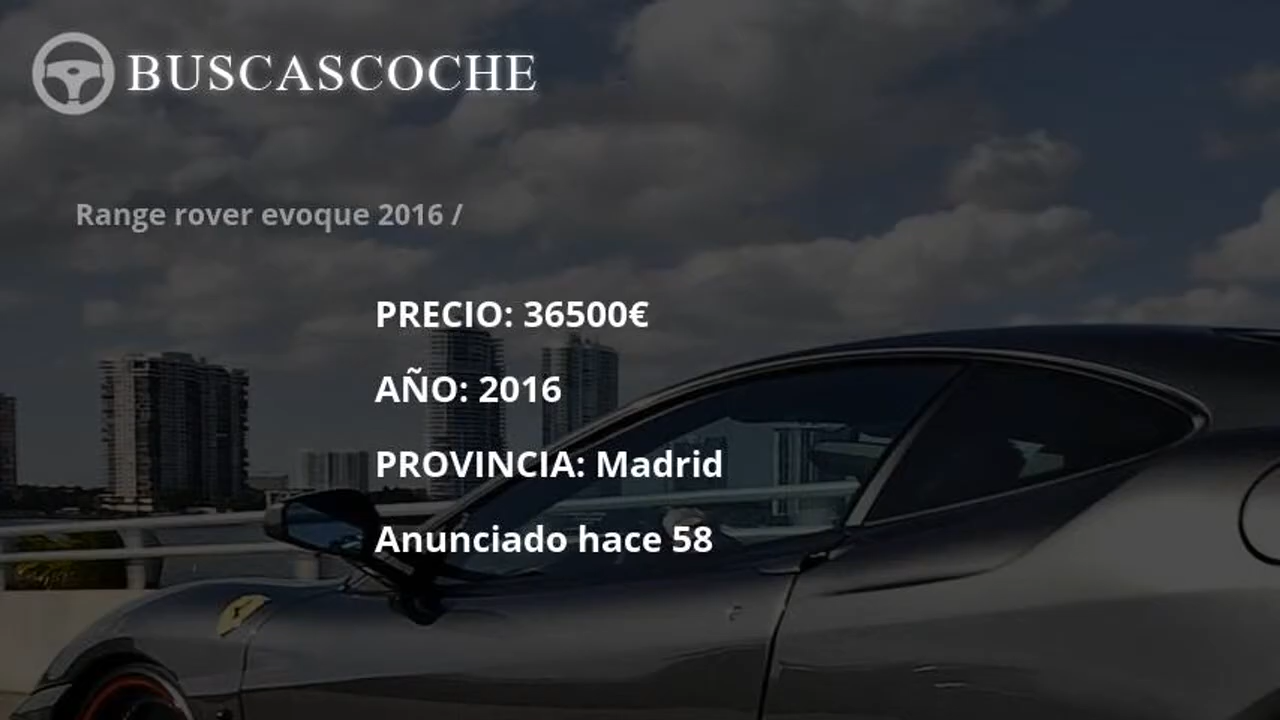 BUSCASCOCHE
Range rover evoque 2016 /
PRECIO: 36500€
AÑO: 2016
PROVINCIA: Madrid
Anunciado hace 58